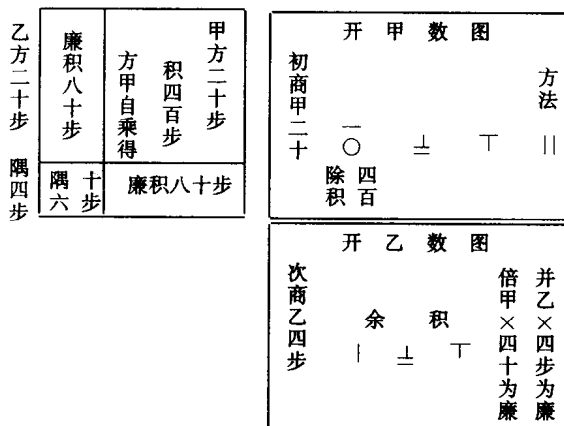 乙方二十步 隅四步
廉积八十步
方甲自乘得
积四百步
甲方二十步
隅十
六步
廉积八十步
开甲数图
初商甲二十
除积
四百
方法
开乙数图
次商乙四步
余积
倍甲×四十为廉
并乙×四步为廉